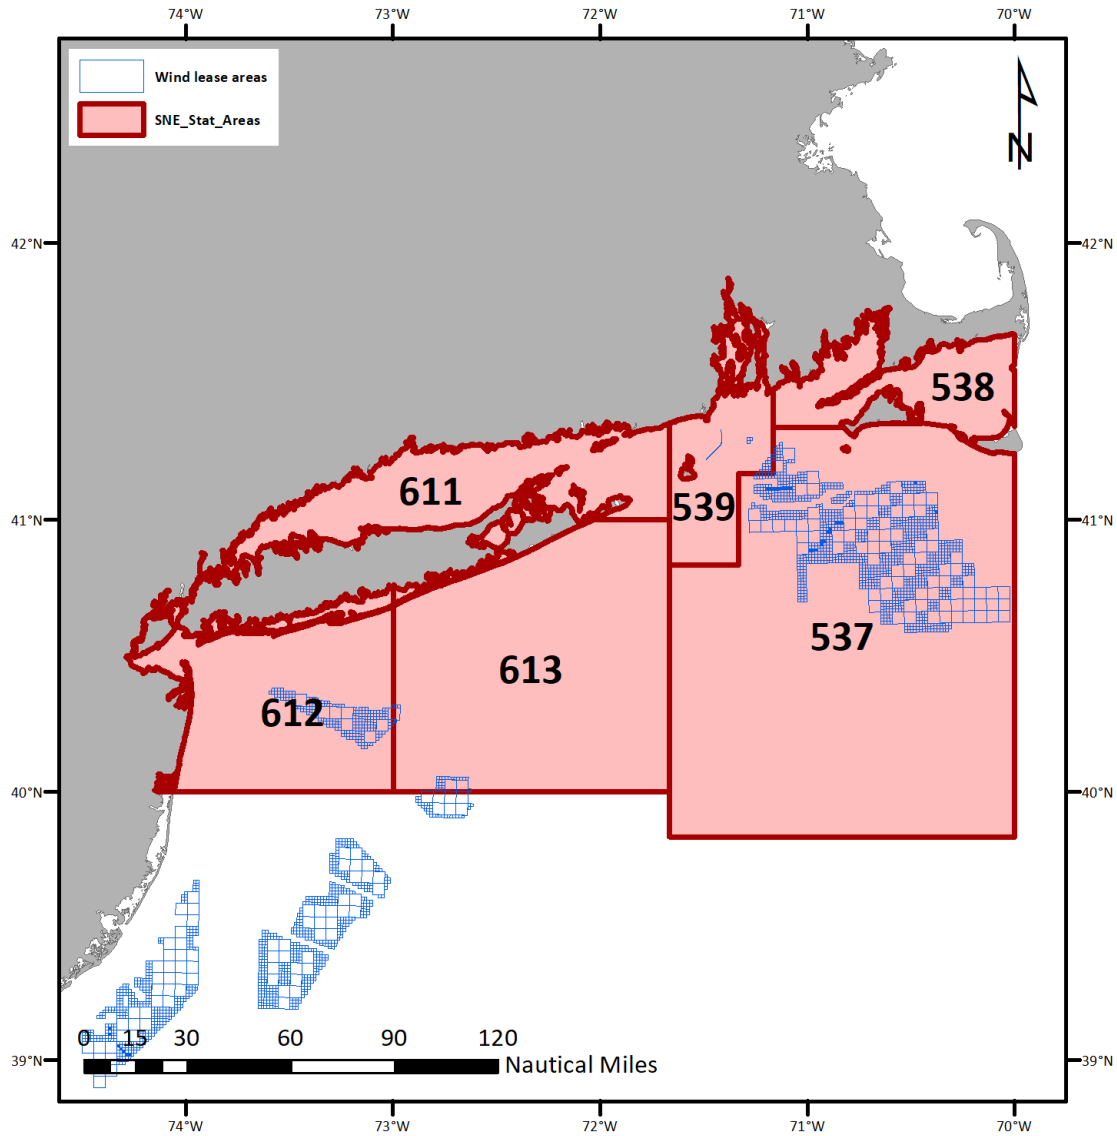 74°W 73°W 72°W 71°W 70°W
Wind lease areas
SNE_Stat_Areas
N
42°N 42°N
538
611
539
41°N 41°N
537
613
612
40°N 40°N
0 15 30 60 90 120
Nautical Miles
39°N 39°N
74°W 73°W 72°W 71°W 70°W